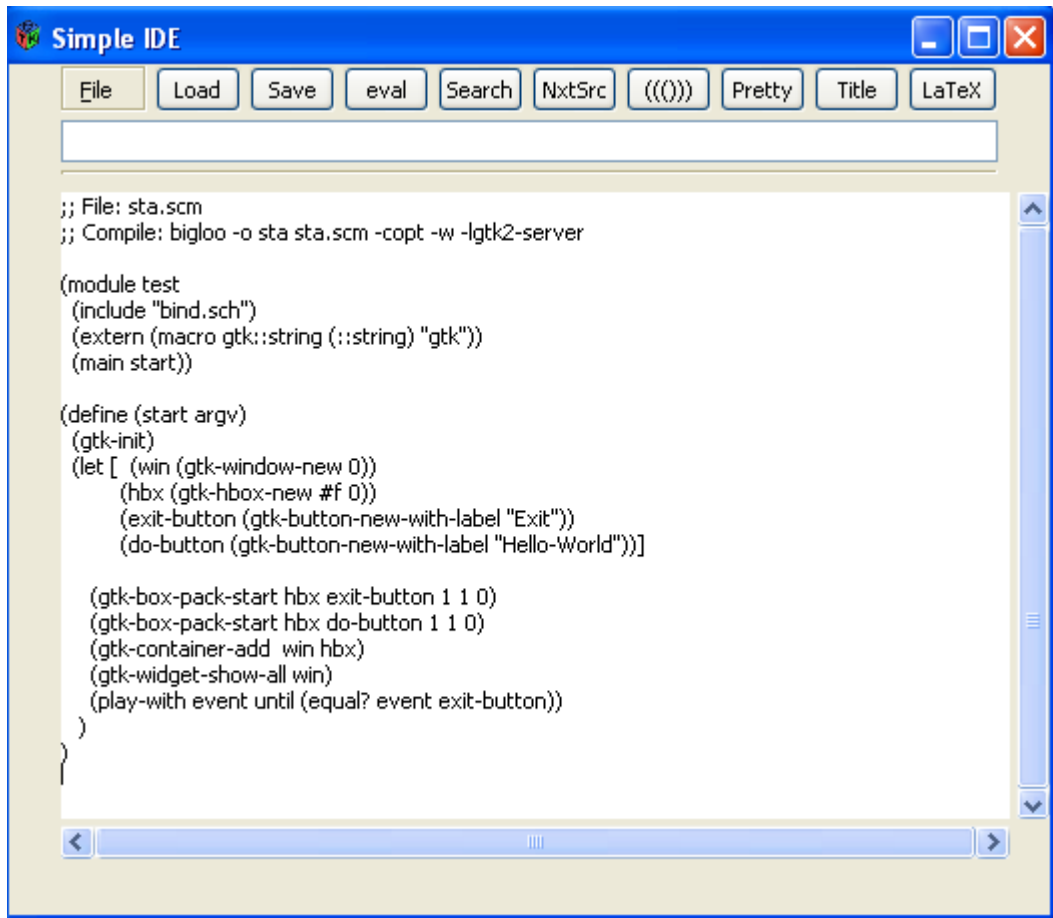 Simple IDE
File Load Save eval Search NxtSrc ((())) Pretty Title LaTeX
;; File: sta.scm
;; Compile: bigloo -o sta sta.scm -copt -w -lgtk2-server
(module test
(include "bind.sch")
(extern (macro gtk::string (::string) "gtk"))
(main start))
(define (start argv)
(gtk-init)
(let [  (win (gtk-window-new 0))
(hbx (gtk-hbox-new #f 0))
(exit-button (gtk-button-new-with-label "Exit"))
(do-button (gtk-button-new-with-label "Hello-World"))]
(gtk-box-pack-start hbx exit-button 1 1 0)
(gtk-box-pack-start hbx do-button 1 1 0)
(gtk-container-add  win hbx)
(gtk-widget-show-all win)
(play-with event until (equal? event exit-button))
)
)